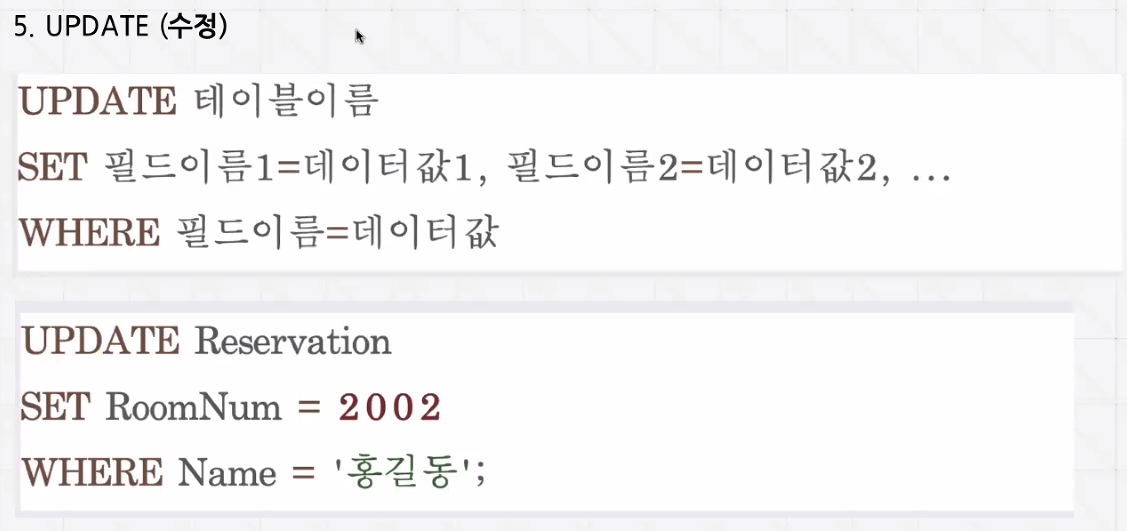 5. UPDATE (수정)
UPDATE 테이블이름
SET 필드이름1=데이터값1, 필드이름2=데이터값2, ...
WHERE 필드이름=데이터값
UPDATE Reservation
SET RoomNum = 2002
WHERE Name = '홍길동';